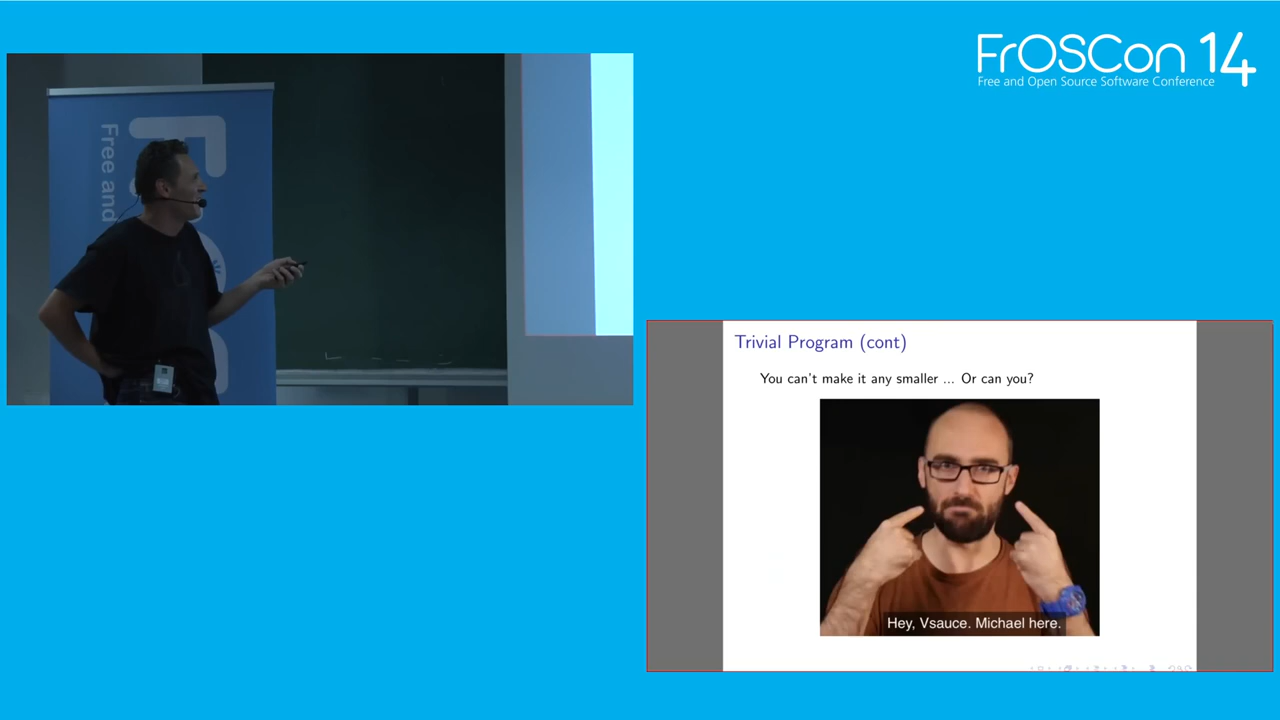 FrOSCon 14
Free and Open Source Software Conference
Free and
Trivial Program (cont)
You can't make it any smaller ... Or can you?
Hey, Vsauce. Michael here.